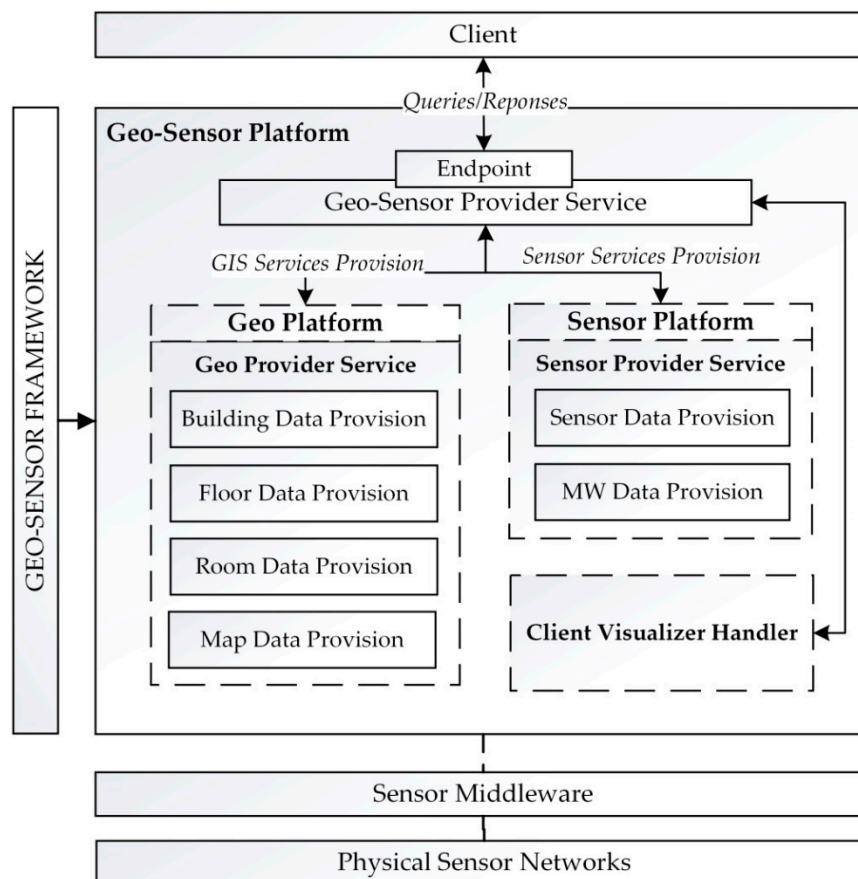 Client
Queries/Reponses
GEO-SENSOR FRAMEWORK
Geo-Sensor Platform
Endpoint
Geo-Sensor Provider Service
GIS Services Provision
Sensor Services Provision
Geo Platform
Geo Provider Service
Building Data Provision
Floor Data Provision
Room Data Provision
Map Data Provision
Sensor Platform
Sensor Provider Service
Sensor Data Provision
MW Data Provision
Client Visualizer Handler
Sensor Middleware
Physical Sensor Networks